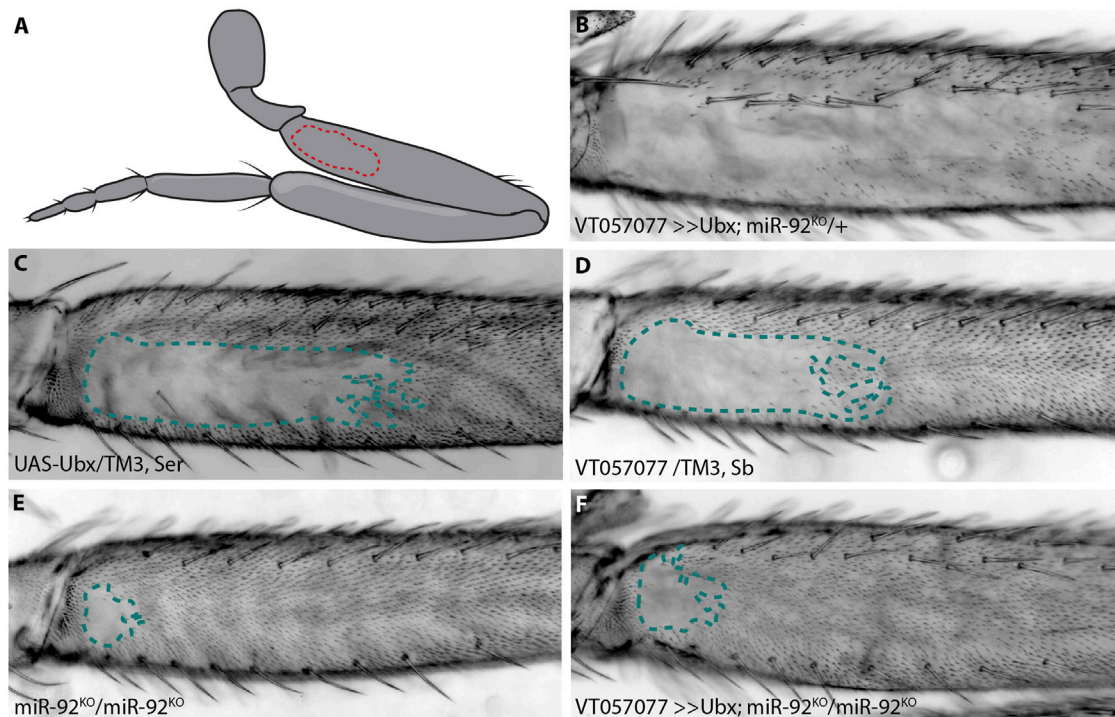 A
B
VT057077 >>Ubx; miR-92ᴷᴼ/+
C
UAS-Ubx/TM3, Ser
D
VT057077 /TM3, Sb
E
miR-92ᴷᴼ/miR-92ᴷᴼ
F
VT057077 >>Ubx; miR-92ᴷᴼ/miR-92ᴷᴼ